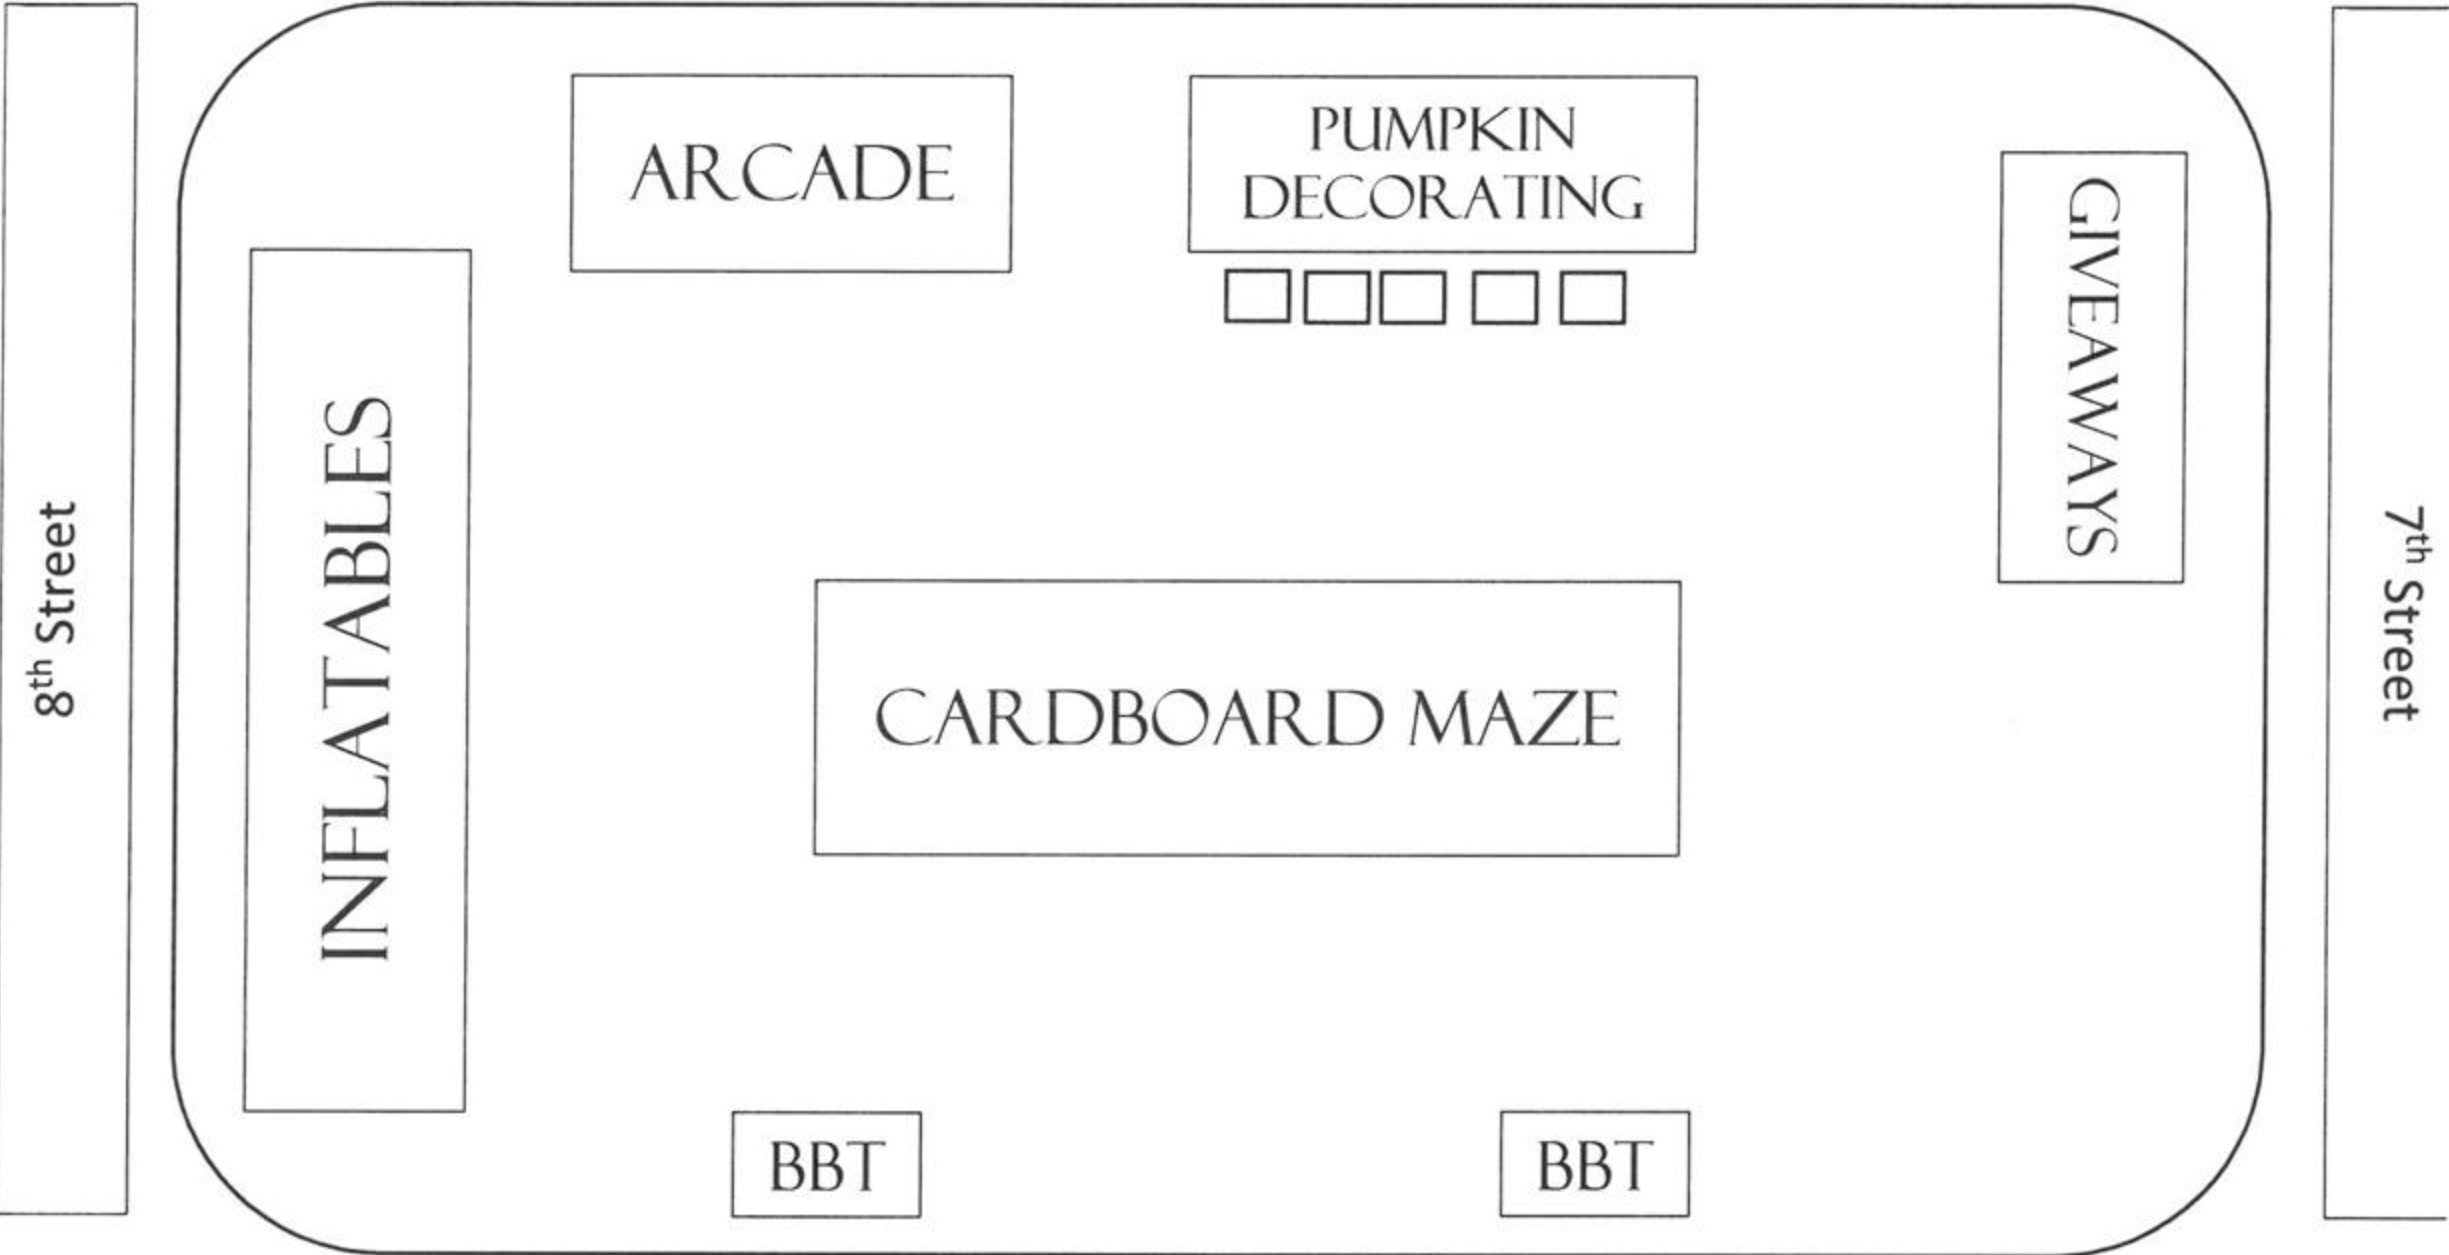 ARCADE
PUMPKIN
DECORATING
GIVEAWAYS
INFLATABLES
8th Street
7th Street
CARDBOARD MAZE
BBT
BBT